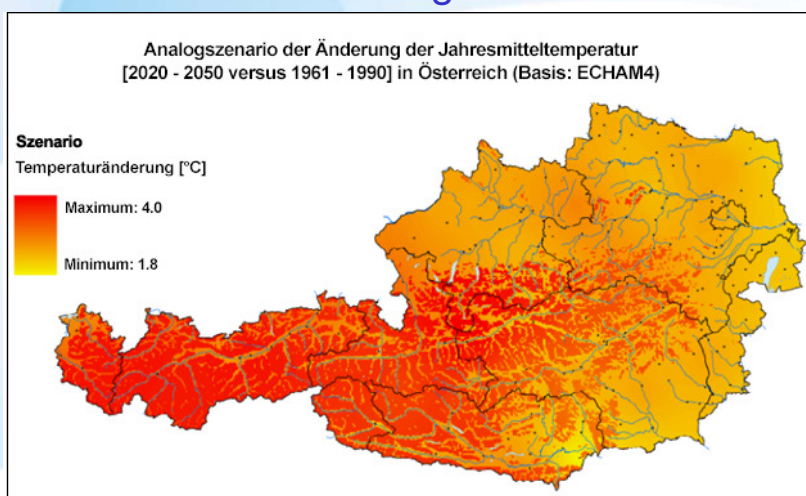 Analogszenario der Änderung der Jahresmitteltemperatur
[2020 - 2050 versus 1961 - 1990] in Österreich (Basis: ECHAM4)
Szenario
Temperaturänderung [°C]
Maximum: 4.0
Minimum: 1.8